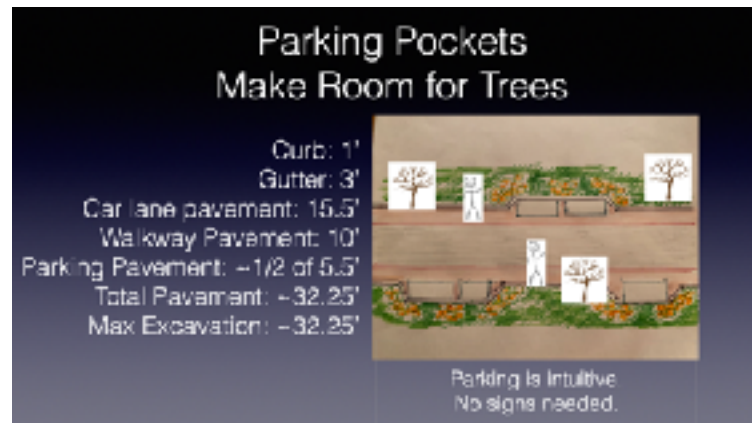 Parking Pockets
Make Room for Trees
Curb: 1'
Gutter: 3'
Car lane pavement: 15.5'
Walkway Pavement: 10'
Parking Pavement: ~1/2 of 5.5'
Total Pavement: ~32.25'
Max Excavation: ~32.25'
Parking is intuitive.
No signs needed.